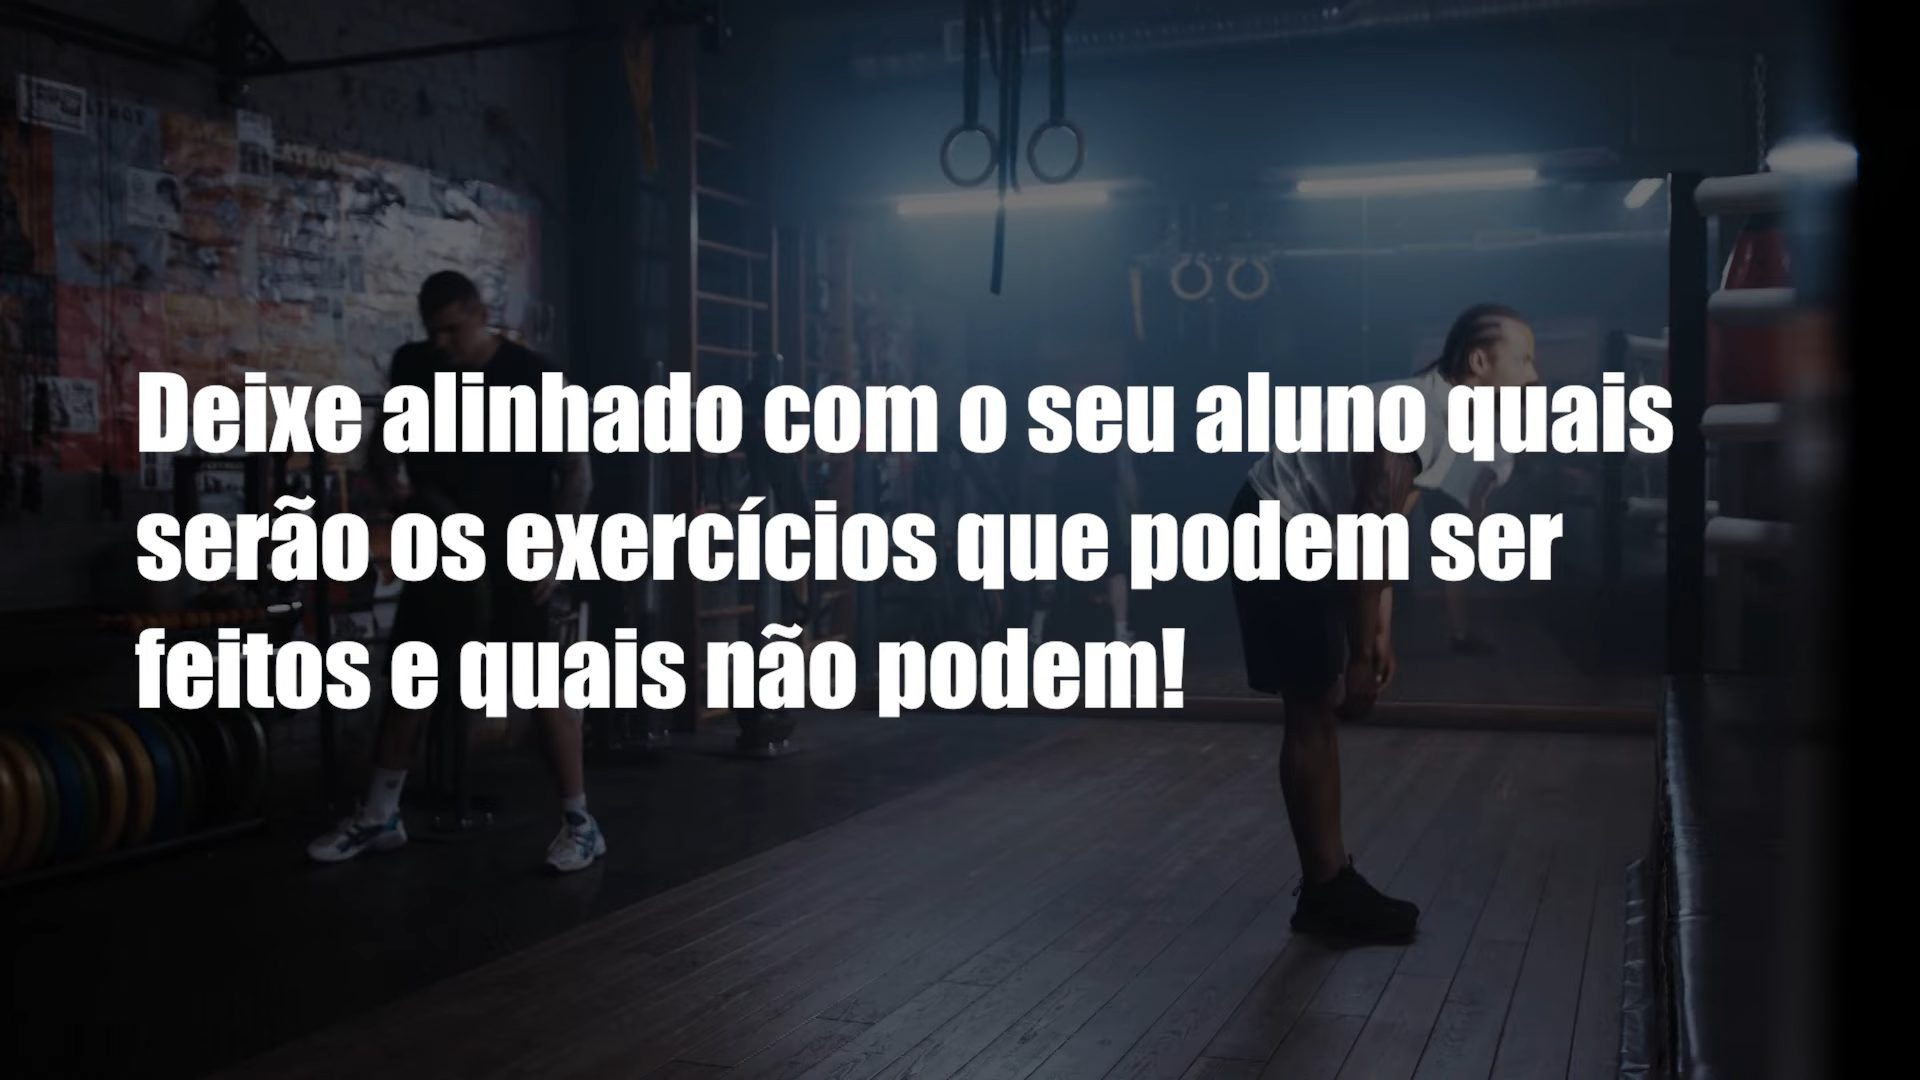 Deixe alinhado com o seu aluno quais
serão os exercícios que podem ser
feitos e quais não podem!